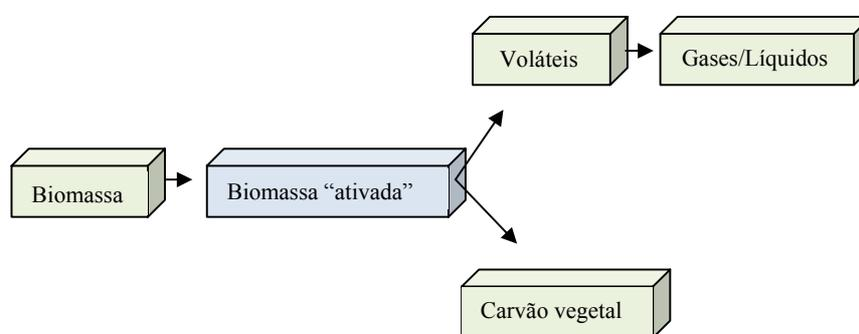 Voláteis
Gases/Líquidos
Biomassa
Biomassa “ativada”
Carvão vegetal